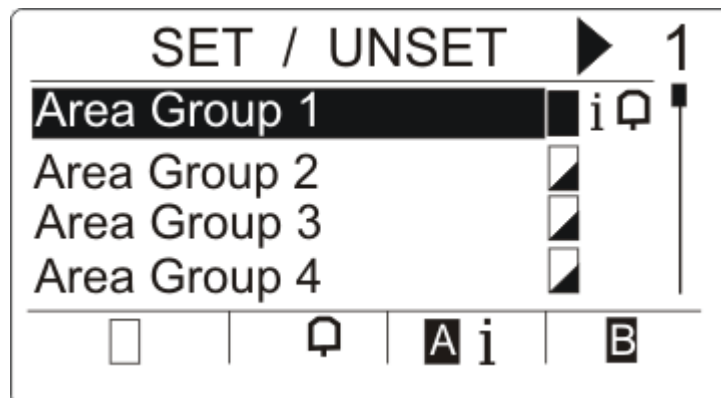 SET / UNSET ▶ 1
Area Group 1 i
Area Group 2
Area Group 3
Area Group 4
A i B